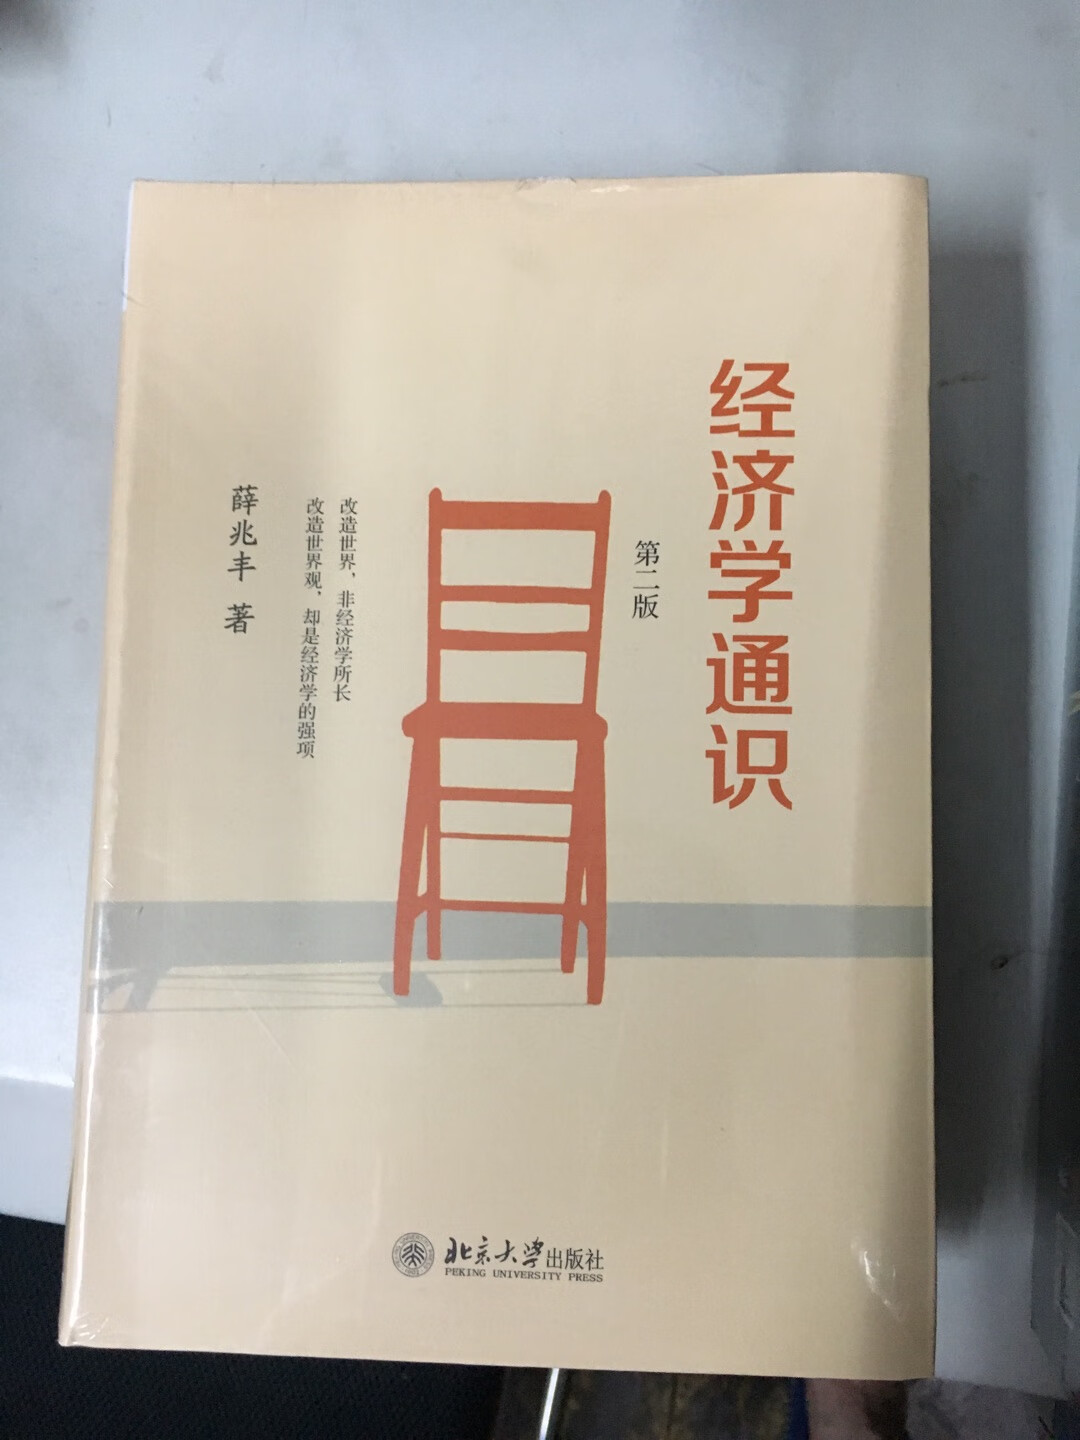 经济学通识
第二版
改造世界，非经济学所长
改造世界观，却是经济学的强项
薛兆丰 著
北京大学出版社
PEKING UNIVERSITY PRESS